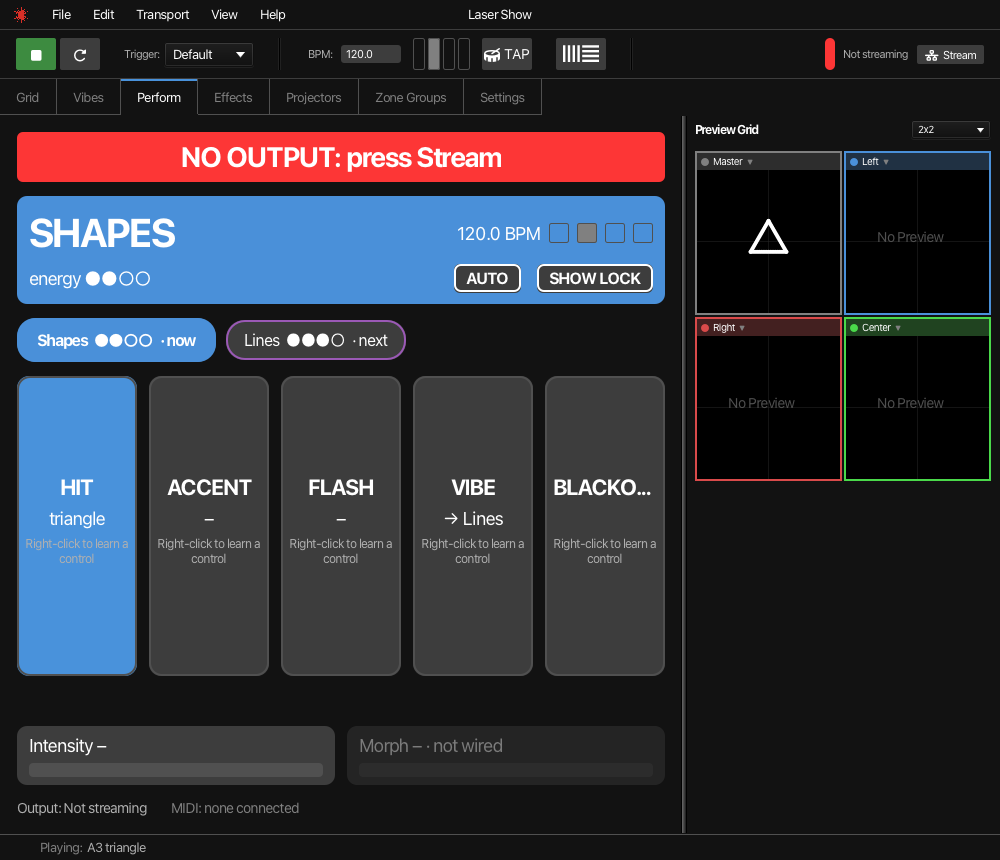 File Edit Transport View Help Laser Show
Trigger: Default BPM: 120.0 TAP Not streaming Stream
Grid Vibes Perform Effects Projectors Zone Groups Settings
NO OUTPUT: press Stream
SHAPES 120.0 BPM
energy AUTO SHOW LOCK
Shapes · now Lines · next
HIT
triangle
Right-click to learn a
control
ACCENT
–
Right-click to learn a
control
FLASH
–
Right-click to learn a
control
VIBE
→ Lines
Right-click to learn a
control
BLACKO...
Right-click to learn a
control
Intensity –
Morph – · not wired
Output: Not streaming MIDI: none connected
Preview Grid 2x2
Master
Left
No Preview
Right
No Preview
Center
No Preview
Playing: A3 triangle